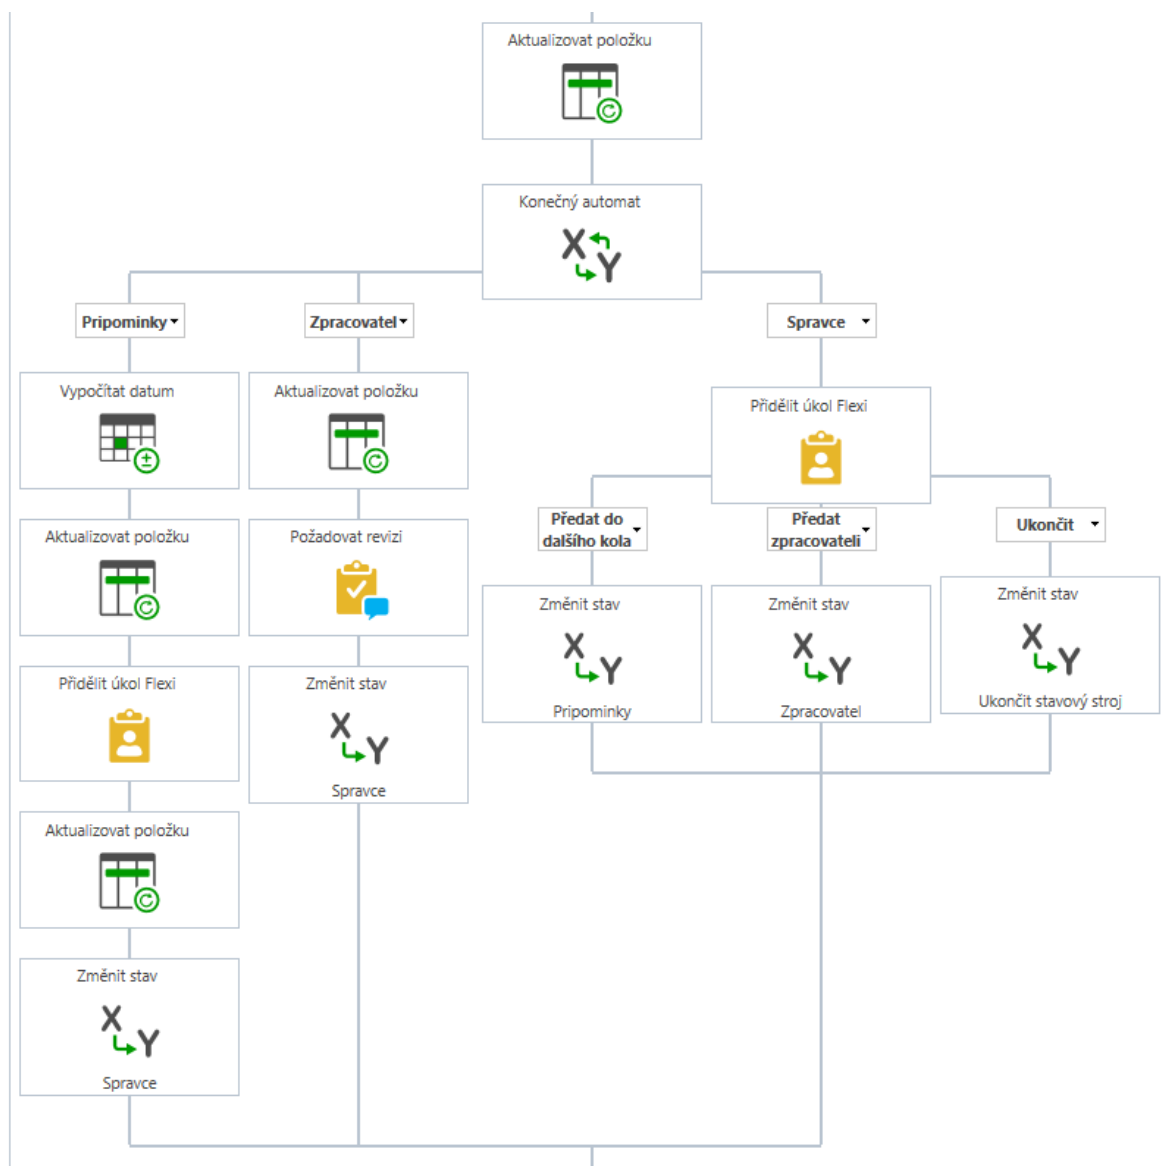 Aktualizovat položku
Konečný automat
X
Y
Pripominky
Zpracovatel
Spravce
Vypočítat datum
Aktualizovat položku
Přidělit úkol Flexi
Předat do
dalšího kola
Předat
zpracovateli
Ukončit
Aktualizovat položku
Požadovat revizi
Změnit stav
X
Y
Pripominky
Změnit stav
X
Y
Zpracovatel
Změnit stav
X
Y
Ukončit stavový stroj
Přidělit úkol Flexi
Změnit stav
X
Y
Spravce
Aktualizovat položku
Změnit stav
X
Y
Spravce